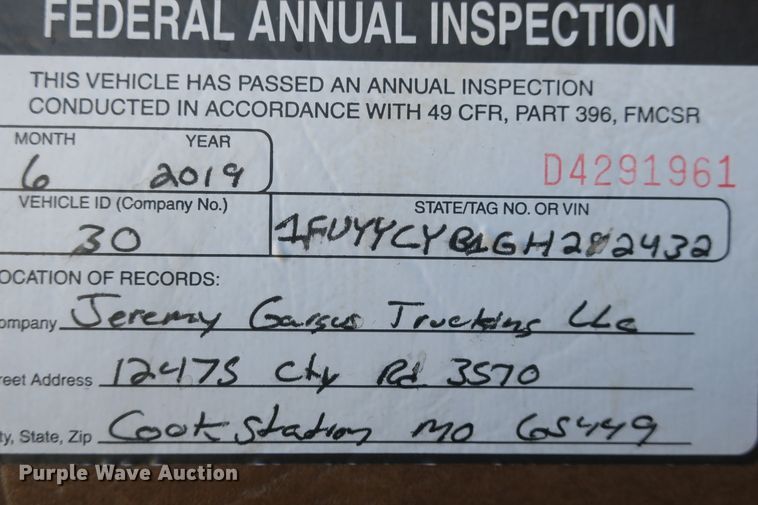 FEDERAL ANNUAL INSPECTION
THIS VEHICLE HAS PASSED AN ANNUAL INSPECTION
CONDUCTED IN ACCORDANCE WITH 49 CFR, PART 396, FMCSR
MONTH YEAR
6 2019
D4291961
VEHICLE ID (Company No.) STATE/TAG NO. OR VIN
30
OCATION OF RECORDS:
ompany Jeremy Trucking LLC
reet Address 12475 Cty Rd 3570
ty, State, Zip Cook Station MO 65449
Purple Wave Auction